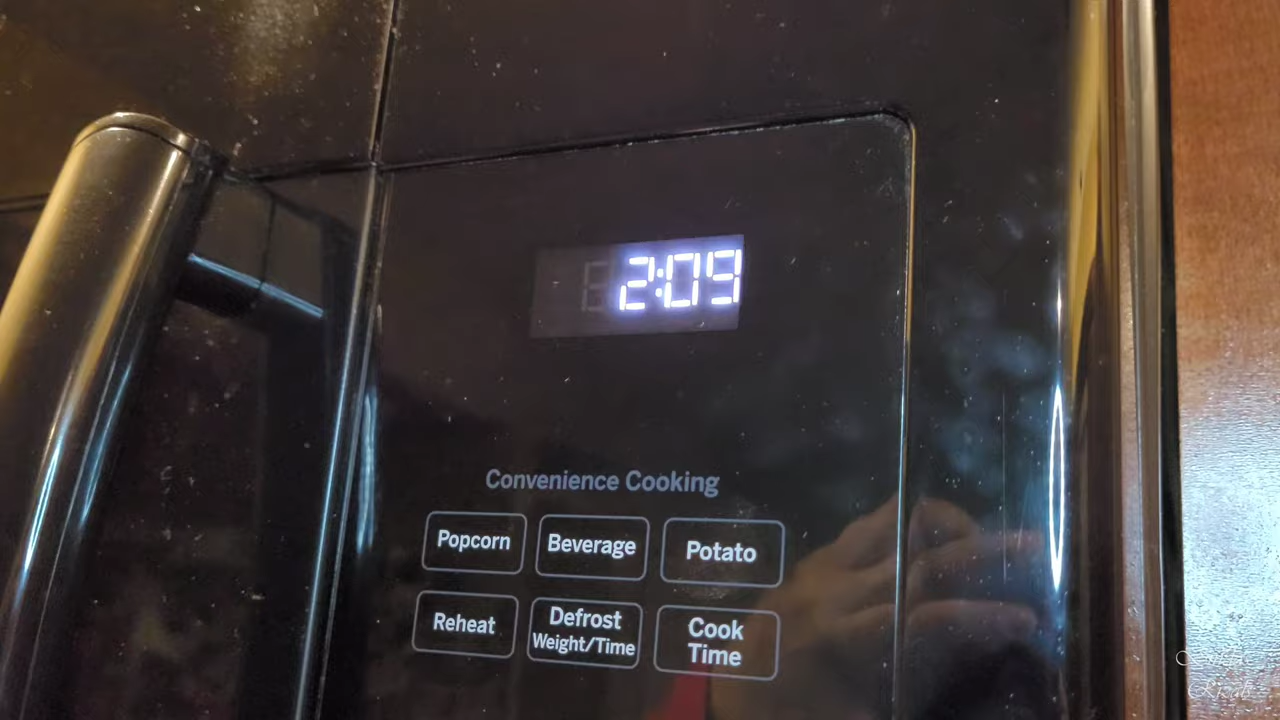 2:09
Convenience Cooking
Popcorn
Beverage
Potato
Reheat
Defrost
Weight/Time
Cook
Time